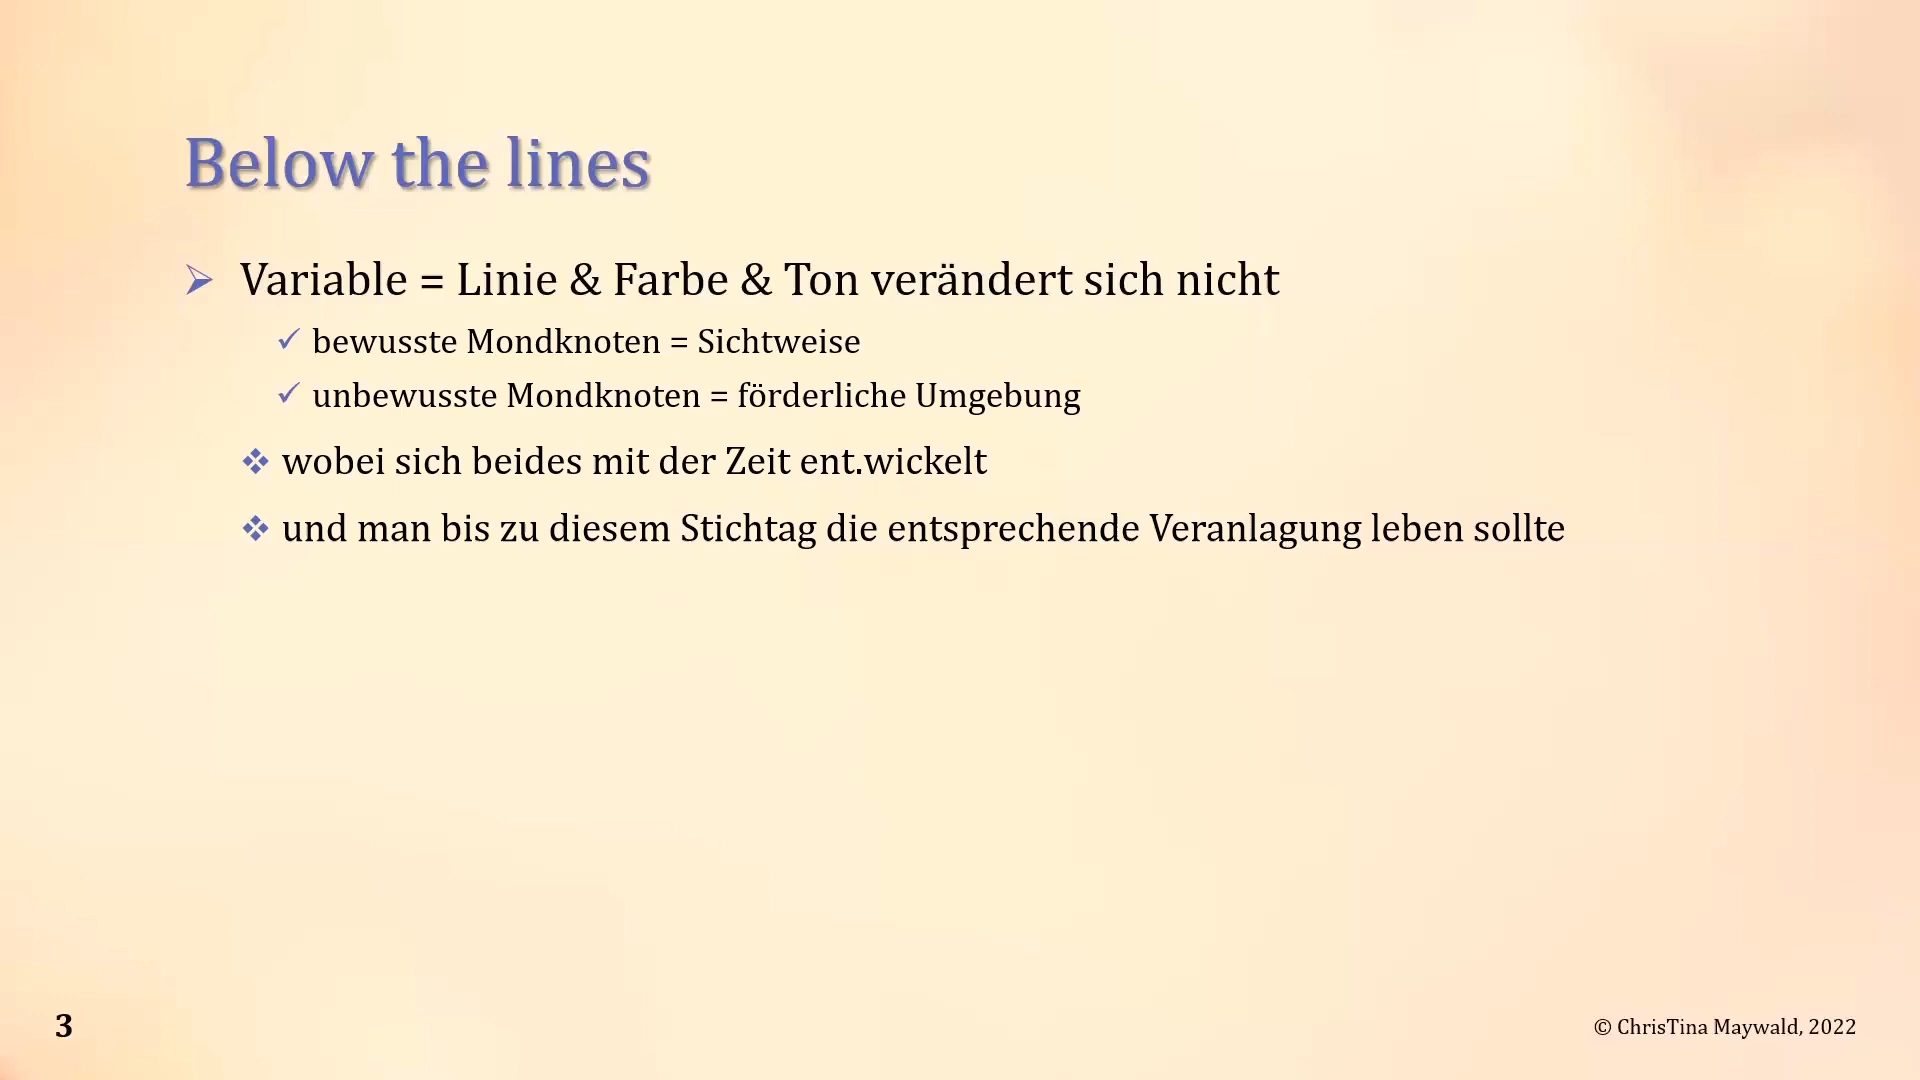 Below the lines
Variable = Linie & Farbe & Ton verändert sich nicht
bewusste Mondknoten = Sichtweise
unbewusste Mondknoten = förderliche Umgebung
wobei sich beides mit der Zeit ent.wickelt
und man bis zu diesem Stichtag die entsprechende Veranlagung leben sollte
3
© ChrisTina Maywald, 2022